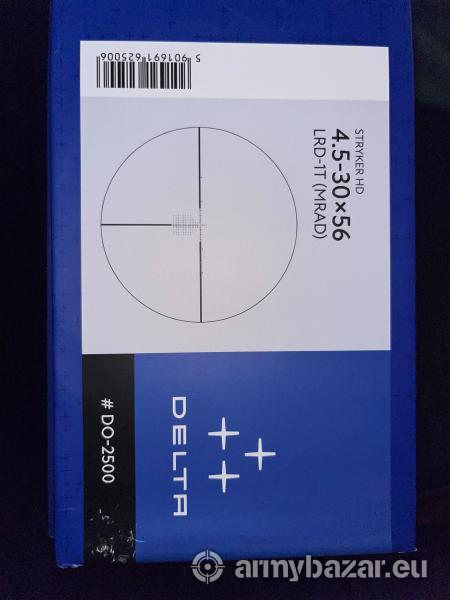 STRYKER HD
4.5-30×56
LRD-1T (MRAD)
5 901691 625006
DELTA
# DO-2500
armybazar.eu